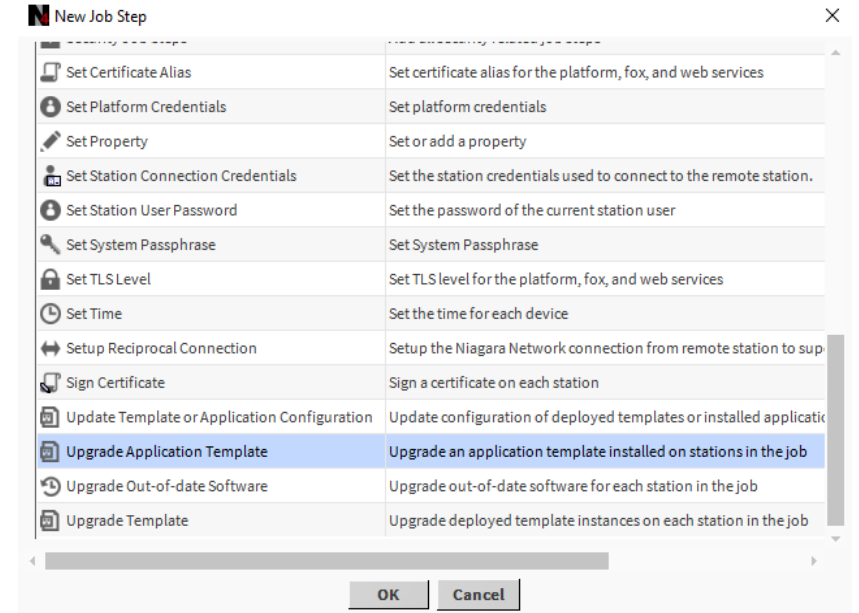 New Job Step
Set Certificate Alias Set certificate alias for the platform, fox, and web services
Set Platform Credentials Set platform credentials
Set Property Set or add a property
Set Station Connection Credentials Set the station credentials used to connect to the remote station.
Set Station User Password Set the password of the current station user
Set System Passphrase Set System Passphrase
Set TLS Level Set TLS level for the platform, fox, and web services
Set Time Set the time for each device
Setup Reciprocal Connection Setup the Niagara Network connection from remote station to sup
Sign Certificate Sign a certificate on each station
Update Template or Application Configuration Update configuration of deployed templates or installed applicatio
Upgrade Application Template Upgrade an application template installed on stations in the job
Upgrade Out-of-date Software Upgrade out-of-date software for each station in the job
Upgrade Template Upgrade deployed template instances on each station in the job
OK Cancel